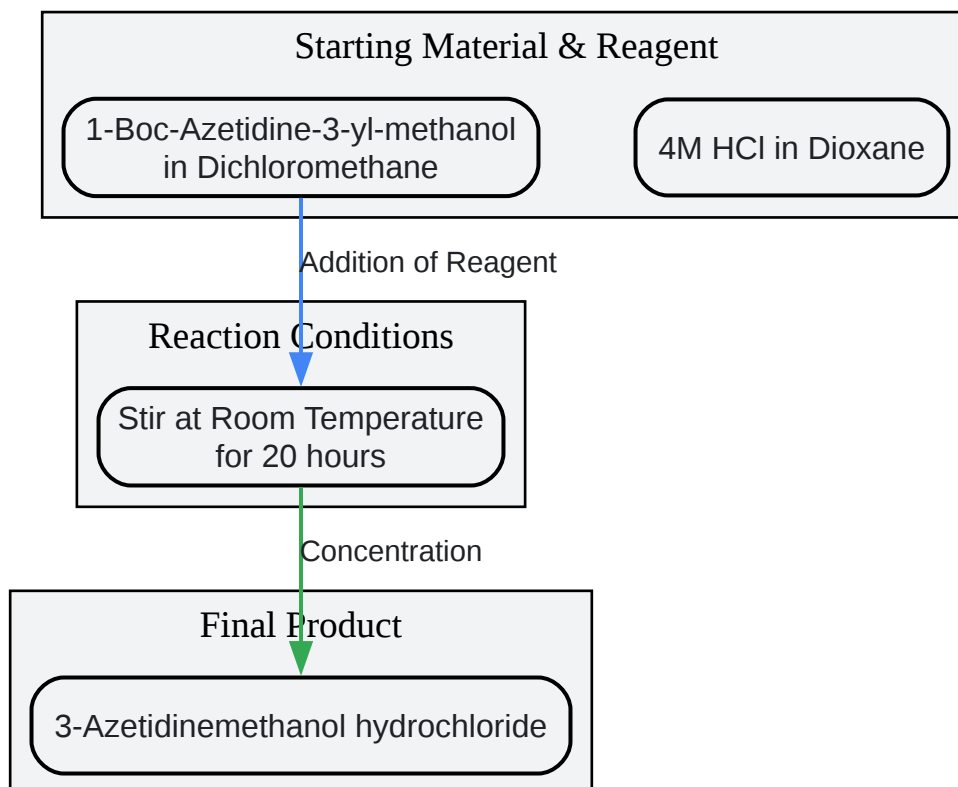 Starting Material & Reagent
1-Boc-Azetidine-3-yl-methanol
in Dichloromethane
4M HCl in Dioxane
Addition of Reagent
Reaction Conditions
Stir at Room Temperature
for 20 hours
Concentration
Final Product
3-Azetidinemethanol hydrochloride